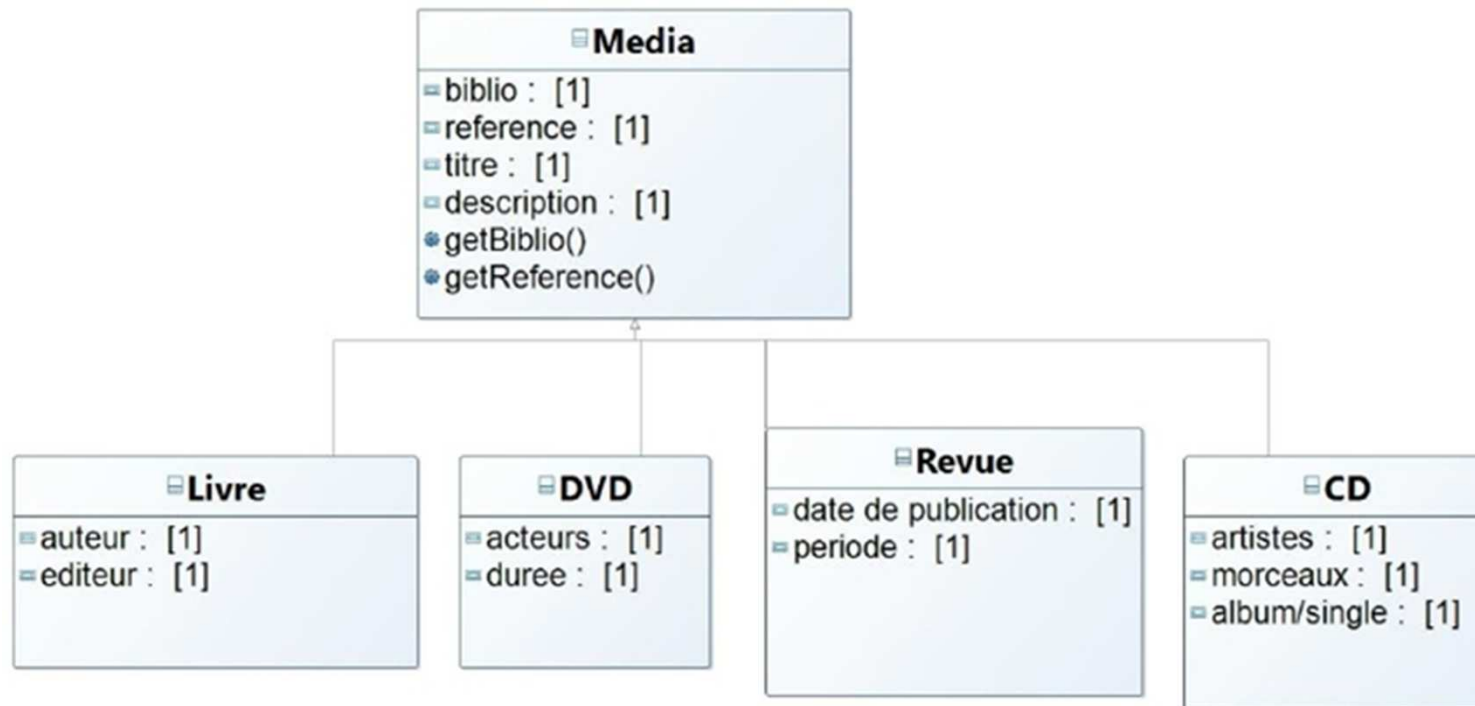 Media
biblio : [1]
reference : [1]
titre : [1]
description : [1]
getBiblio()
getReference()
Livre
auteur : [1]
editeur : [1]
DVD
acteurs : [1]
duree : [1]
Revue
date de publication : [1]
periode : [1]
CD
artistes : [1]
morceaux : [1]
album/single : [1]